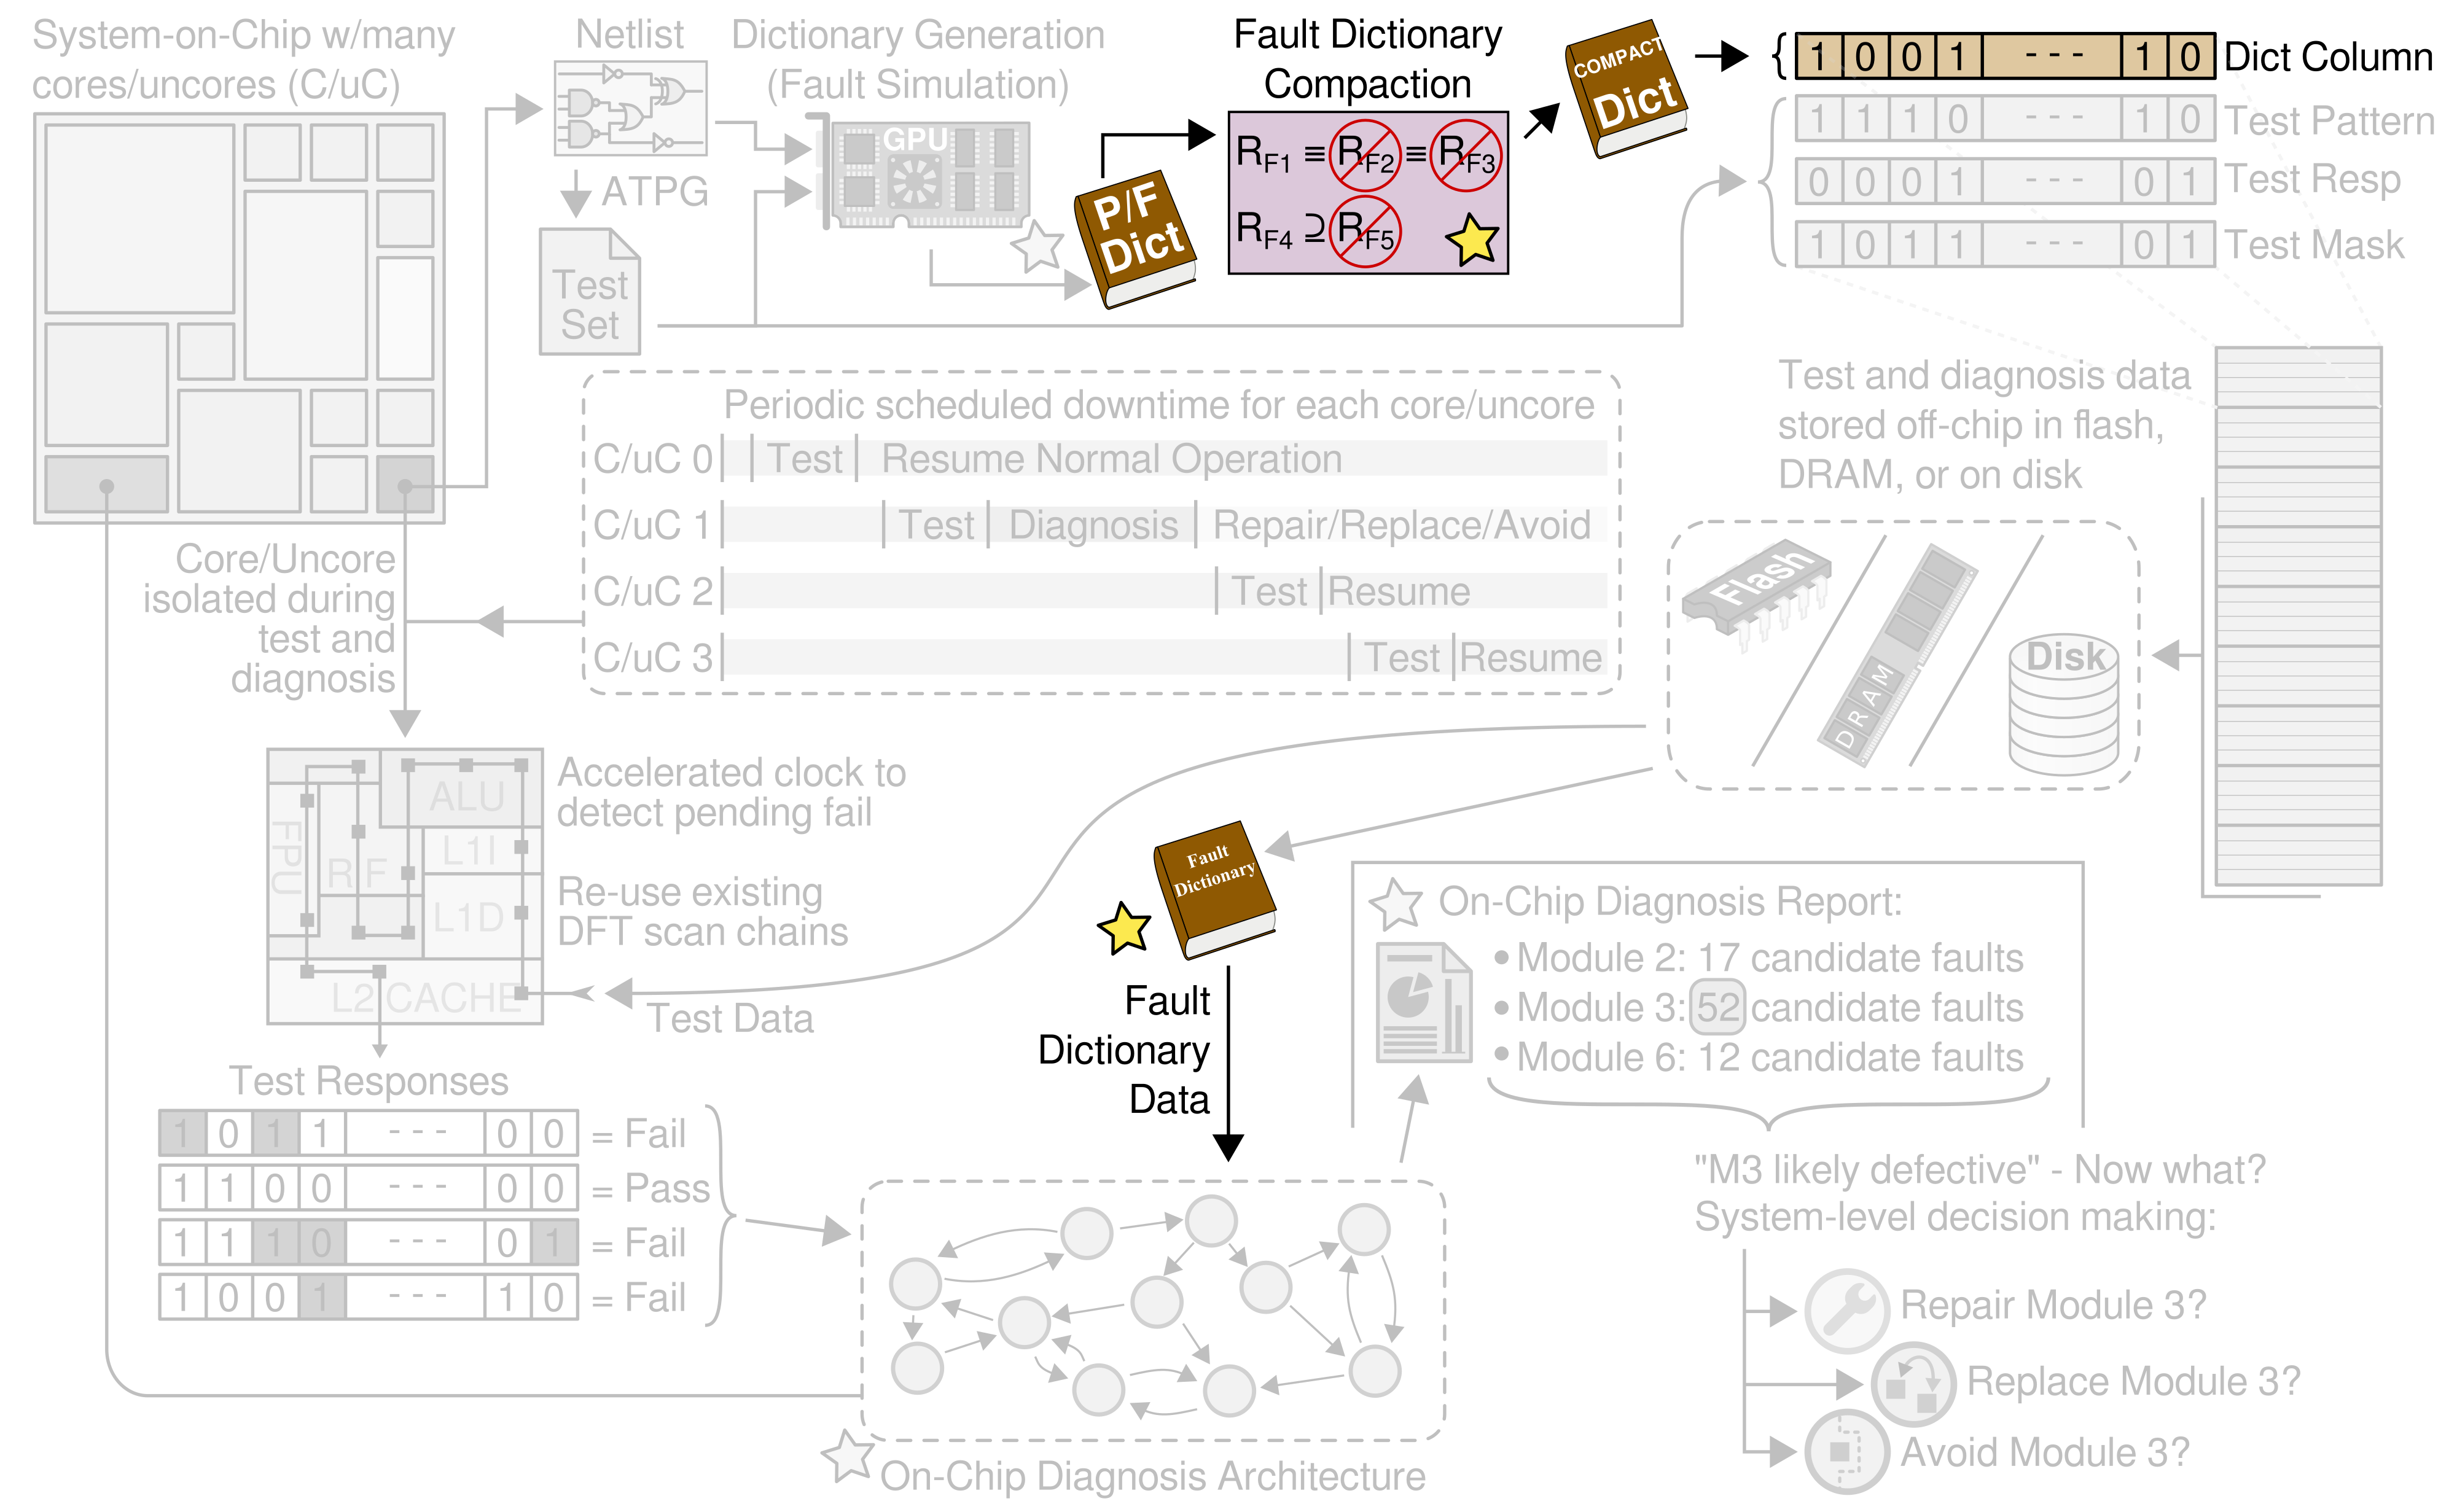 System-on-Chip w/many
cores/uncores (C/uC)
Netlist
ATPG
Test
Set
Dictionary Generation
(Fault Simulation)
GPU
P/F
Dict
Fault Dictionary
Compaction
RF1 ≡ RF2 ≡ RF3
RF4 ⊇ RF5
COMPACT
Dict
1 0 0 1 - - - 1 0 Dict Column
1 1 1 0 - - - 1 0 Test Pattern
0 0 0 1 - - - 0 1 Test Resp
1 0 1 1 - - - 0 1 Test Mask
Test and diagnosis data
stored off-chip in flash,
DRAM, or on disk
Flash
DRAM
Disk
Periodic scheduled downtime for each core/uncore
C/uC 0 Test Resume Normal Operation
C/uC 1 Test Diagnosis Repair/Replace/Avoid
C/uC 2 Test Resume
C/uC 3 Test Resume
Core/Uncore
isolated during
test and
diagnosis
FPU
RF
ALU
L1I
L1D
L2 CACHE
Accelerated clock to
detect pending fail
Re-use existing
DFT scan chains
Test Data
Test Responses
1 0 1 1 - - - 0 0 = Fail
1 1 0 0 - - - 0 0 = Pass
1 1 1 0 - - - 0 1 = Fail
1 0 0 1 - - - 1 0 = Fail
Fault
Dictionary
Fault
Dictionary
Data
On-Chip Diagnosis Architecture
On-Chip Diagnosis Report:
• Module 2: 17 candidate faults
• Module 3: 52 candidate faults
• Module 6: 12 candidate faults
"M3 likely defective" - Now what?
System-level decision making:
Repair Module 3?
Replace Module 3?
Avoid Module 3?